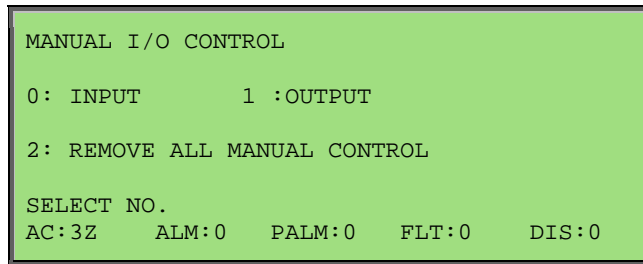 MANUAL I/O CONTROL
0: INPUT 1 :OUTPUT
2: REMOVE ALL MANUAL CONTROL
SELECT NO.
AC:3Z ALM:0 PALM:0 FLT:0 DIS:0